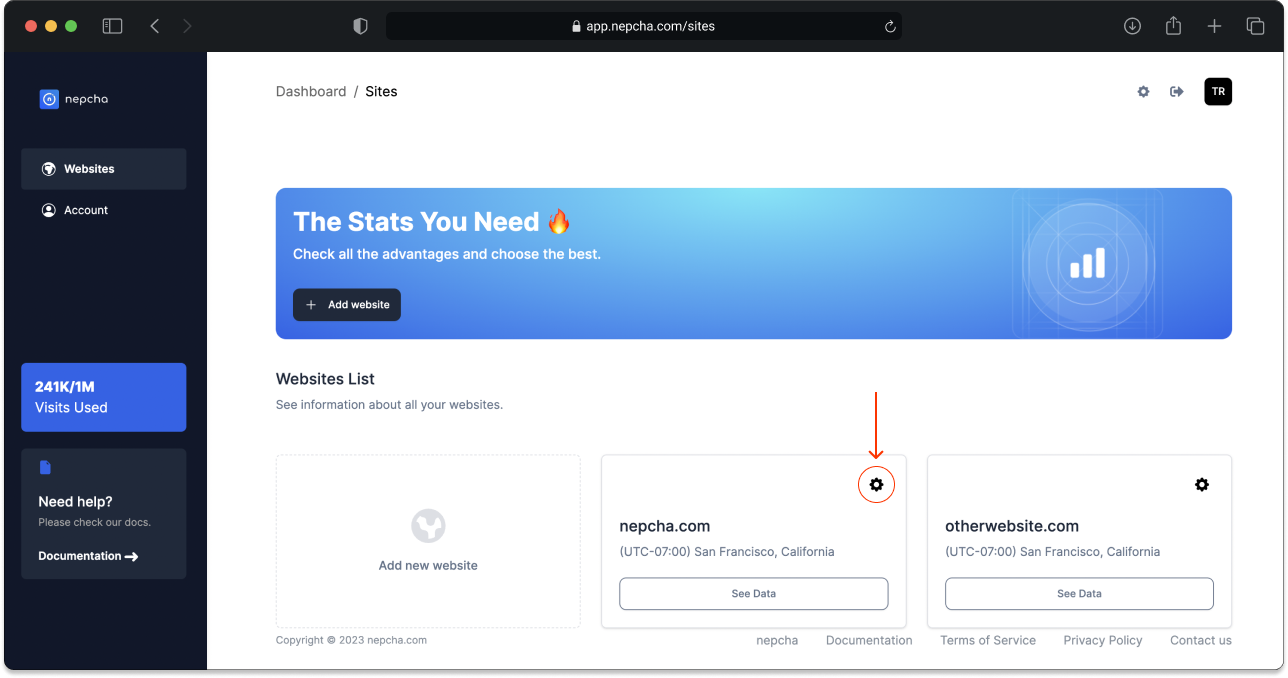 app.nepcha.com/sites
nepcha
Websites
Account
241K/1M
Visits Used
Need help?
Please check our docs.
Documentation
Dashboard / Sites
TR
The Stats You Need 🔥
Check all the advantages and choose the best.
+ Add website
Websites List
See information about all your websites.
Add new website
nepcha.com
(UTC-07:00) San Francisco, California
See Data
otherwebsite.com
(UTC-07:00) San Francisco, California
See Data
Copyright © 2023 nepcha.com
nepcha Documentation Terms of Service Privacy Policy Contact us